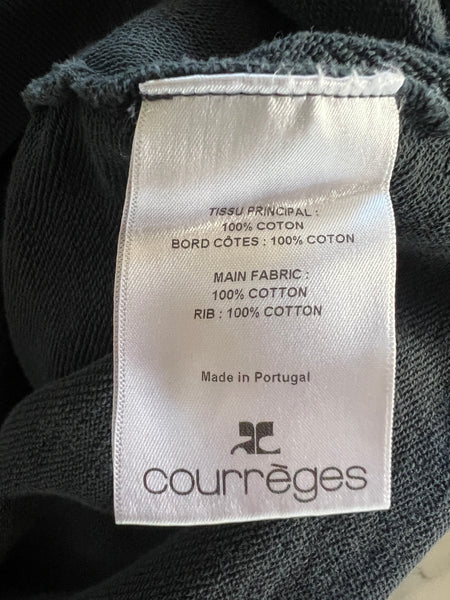 TISSU PRINCIPAL :
100% COTON
BORD CÔTES : 100% COTON
MAIN FABRIC :
100% COTTON
RIB : 100% COTTON
Made in Portugal
courrèges